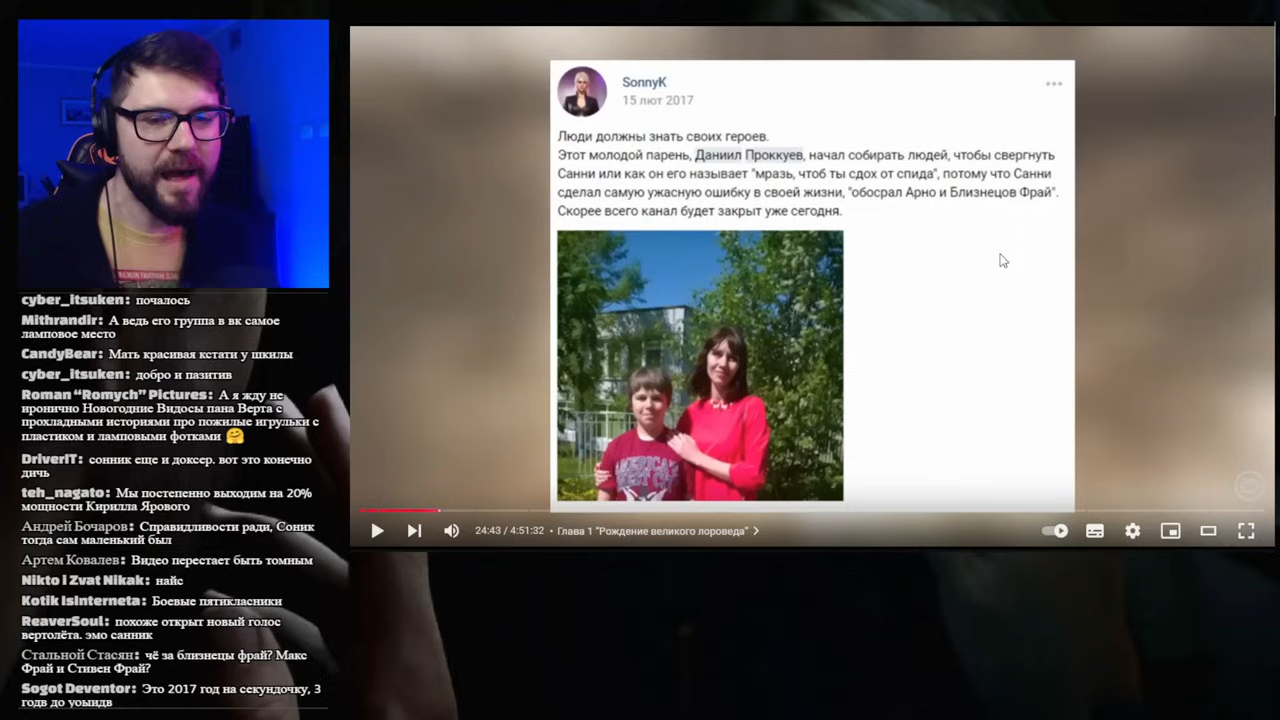 SonnyK
15 лют 2017
Люди должны знать своих героев.
Этот молодой парень, Даниил Проккуев, начал собирать людей, чтобы свергнуть
Санни или как он его называет "мразь, чтоб ты сдох от спида", потому что Санни
сделал самую ужасную ошибку в своей жизни, "обосрал Арно и Близнецов Фрай".
Скорее всего канал будет закрыт уже сегодня.
24:43 / 4:51:32 • Глава 1 "Рождение великого лороведа"
cyber_itsuken: почалось
Mithrandir: А ведь его группа в вк самое
ламповое место
CandyBear: Мать красивая кстати у шкилы
cyber_itsuken: добро и пазитив
Roman “Romych” Pictures: А я жду не
иронично Новогодние Видосы пана Верта с
прохладными историями про пожилые игрульки с
пластиком и ламповыми фотками 🤗
DriverIT: сонник еще и доксер. вот это конечно
дичь
teh_nagato: Мы постепенно выходим на 20%
мощности Кирилла Ярового
Андрей Бочаров: Справидливости ради, Соник
тогда сам маленький был
Артем Ковалев: Видео перестает быть томным
Nikto i Zvat Nikak: найс
Kotik IsInterneta: Боевые пятикласники
ReaverSoul: похоже открыт новый голос
вертолёта. эмо санник
Стальной Стасян: чё за близнецы фрай? Макс
Фрай и Стивен Фрай?
Sogot Deventor: Это 2017 год на секундочку, 3
годв до уоыидв